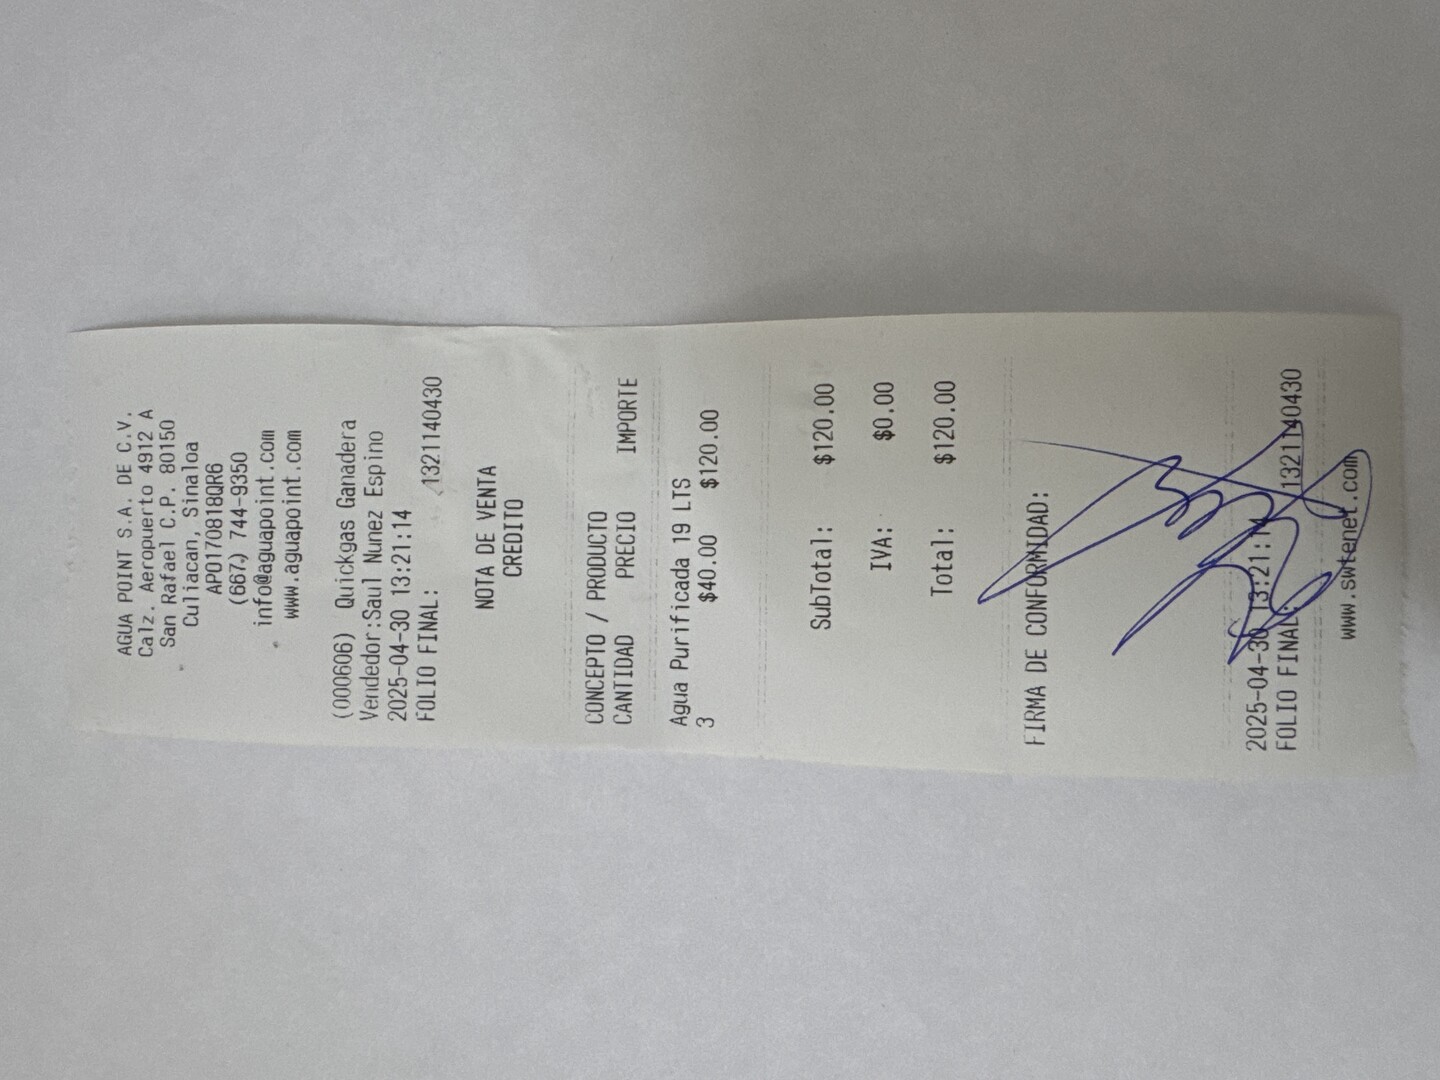 AGUA POINT S.A. DE C.V.
Calz. Aeropuerto 4912 A
San Rafael C.P. 80150
Culiacan, Sinaloa
APO170818QR6
(667) 744-9350
info@aguapoint.com
www.aguapoint.com
(000606) Quickgas Ganadera
Vendedor:Saul Nunez Espino
2025-04-30 13:21:14
FOLIO FINAL: 1321140430
NOTA DE VENTA
CREDITO
CONCEPTO / PRODUCTO
CANTIDAD PRECIO IMPORTE
Agua Purificada 19 LTS
3 $40.00 $120.00
SubTotal: $120.00
IVA: $0.00
Total: $120.00
FIRMA DE CONFORMIDAD:
2025-04-30 13:21:14
FOLIO FINAL: 1321140430
www.swtenet.com